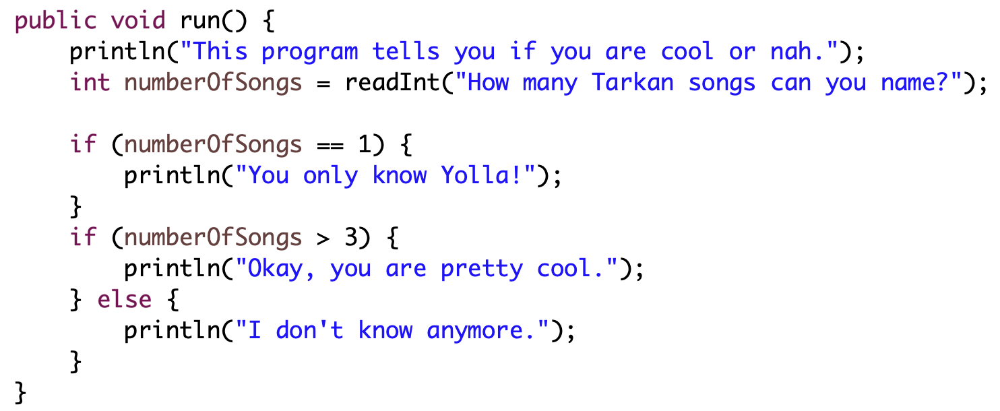 public void run() {
    println("This program tells you if you are cool or nah.");
    int numberOfSongs = readInt("How many Tarkan songs can you name?");

    if (numberOfSongs == 1) {
        println("You only know Yolla!");
    }
    if (numberOfSongs > 3) {
        println("Okay, you are pretty cool.");
    } else {
        println("I don't know anymore.");
    }
}